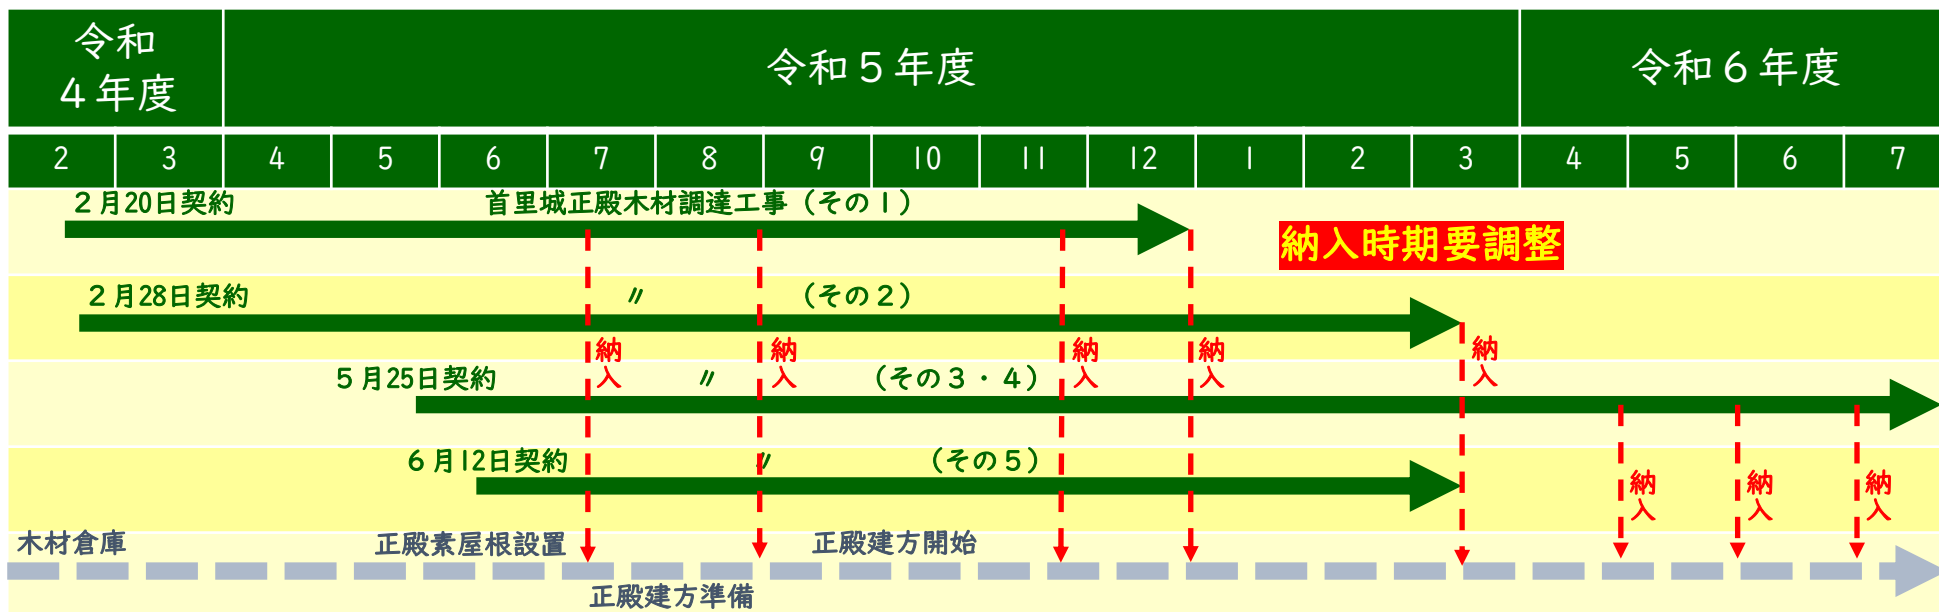 令和
４年度
令和５年度
令和６年度
2 3 4 5 6 7 8 9 10 11 12 1 2 3 4 5 6 7
２月20日契約 首里城正殿木材調達工事（その１）
納入時期要調整
２月28日契約 〃 （その２）
納入 納入 納入 納入 納入
５月25日契約 〃 （その３・４）
６月12日契約 〃 （その５）
納入 納入 納入
木材倉庫 正殿素屋根設置 正殿建方開始
正殿建方準備